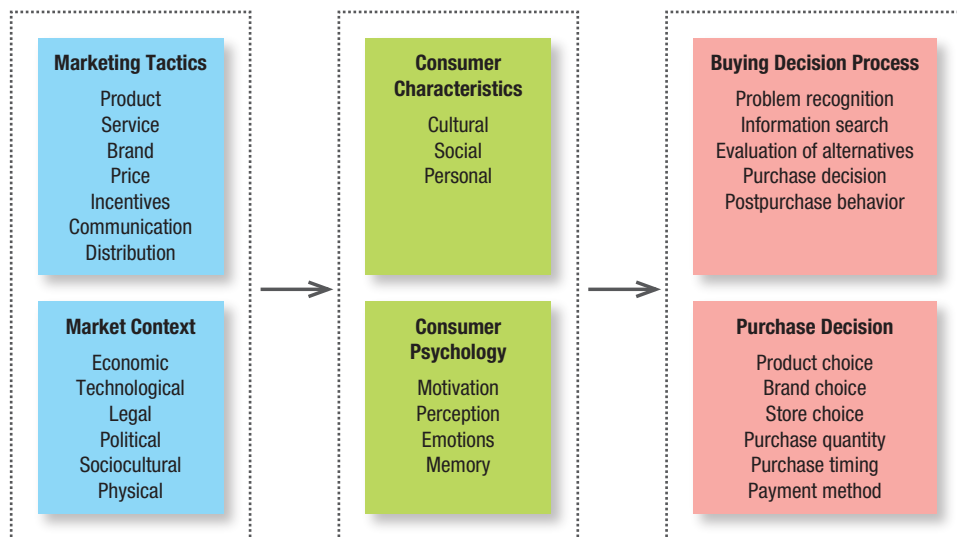 Marketing Tactics
Product
Service
Brand
Price
Incentives
Communication
Distribution
Market Context
Economic
Technological
Legal
Political
Sociocultural
Physical
Consumer
Characteristics
Cultural
Social
Personal
Consumer
Psychology
Motivation
Perception
Emotions
Memory
Buying Decision Process
Problem recognition
Information search
Evaluation of alternatives
Purchase decision
Postpurchase behavior
Purchase Decision
Product choice
Brand choice
Store choice
Purchase quantity
Purchase timing
Payment method